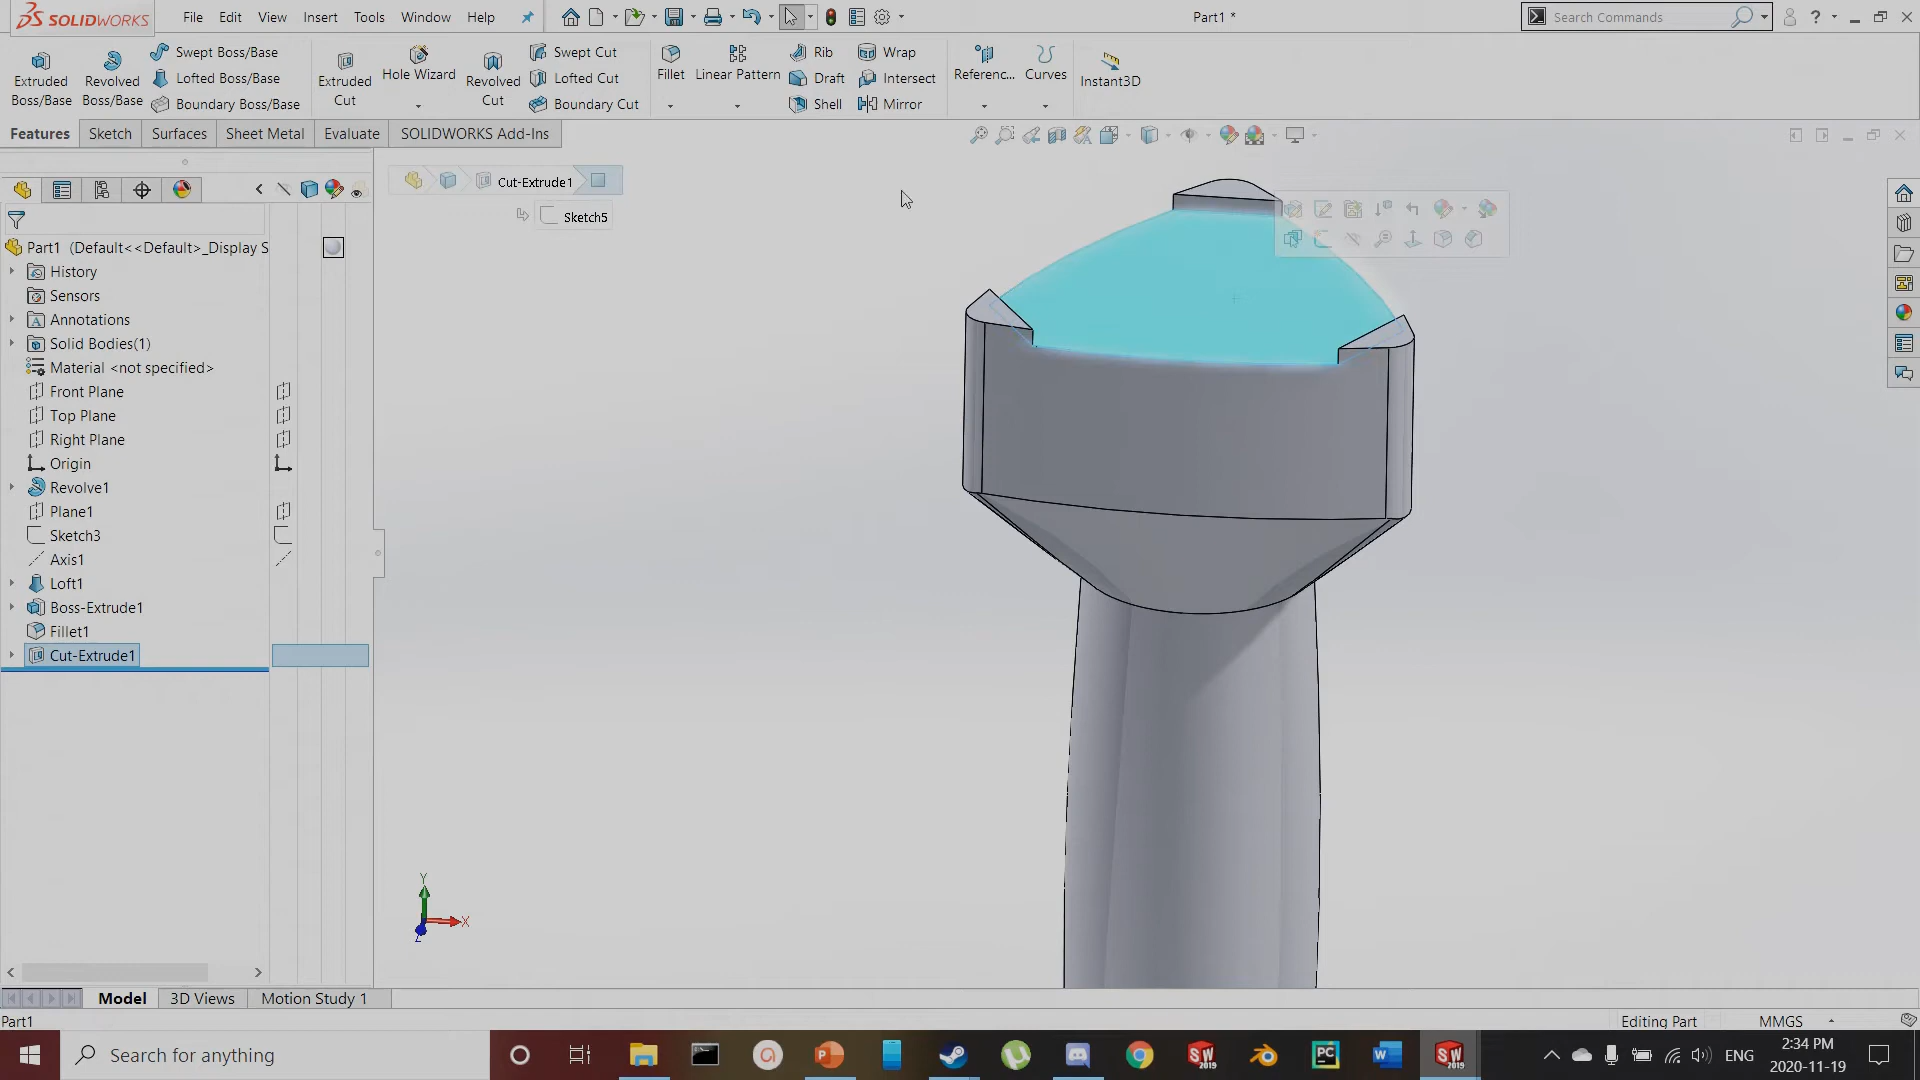 SOLIDWORKS
File Edit View Insert Tools Window Help
Part1 *
Search Commands
Extruded Boss/Base
Revolved Boss/Base
Swept Boss/Base
Lofted Boss/Base
Boundary Boss/Base
Extruded Cut
Hole Wizard
Revolved Cut
Swept Cut
Lofted Cut
Boundary Cut
Fillet
Linear Pattern
Rib
Draft
Shell
Wrap
Intersect
Mirror
Referenc...
Curves
Instant3D
Features Sketch Surfaces Sheet Metal Evaluate SOLIDWORKS Add-Ins
Cut-Extrude1
Sketch5
Part1 (Default<<Default>_Display S
History
Sensors
Annotations
Solid Bodies(1)
Material <not specified>
Front Plane
Top Plane
Right Plane
Origin
Revolve1
Plane1
Sketch3
Axis1
Loft1
Boss-Extrude1
Fillet1
Cut-Extrude1
Y
X
Z
Model 3D Views Motion Study 1
Part1
Editing Part
MMGS
Search for anything
SW 2019
PC
W
SW 2019
ENG
2:34 PM
2020-11-19